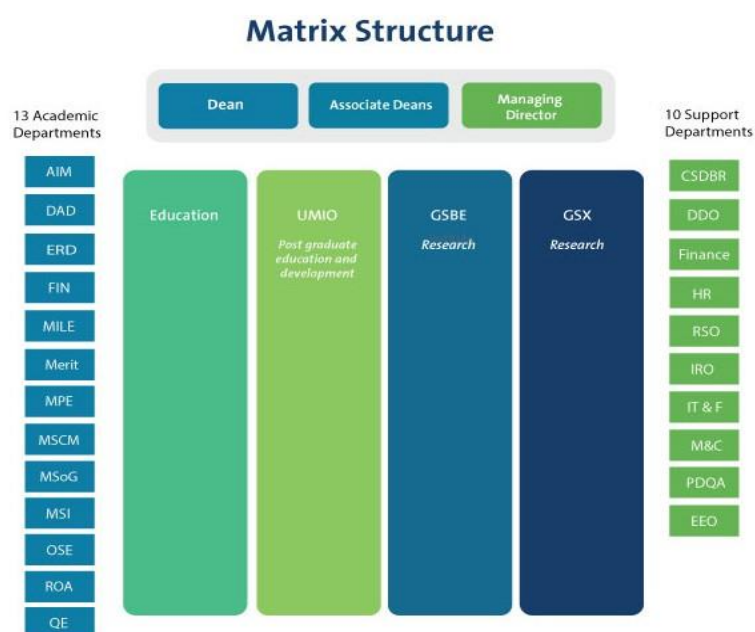 Matrix Structure
Dean
Associate Deans
Managing
Director
13 Academic
Departments
AIM
DAD
ERD
FIN
MILE
Merit
MPE
MSCM
MSoG
MSI
OSE
ROA
QE
Education
UMIO
Post graduate
education and
development
GSBE
Research
GSX
Research
10 Support
Departments
CSDBR
DDO
Finance
HR
RSO
IRO
IT & F
M&C
PDQA
EEO